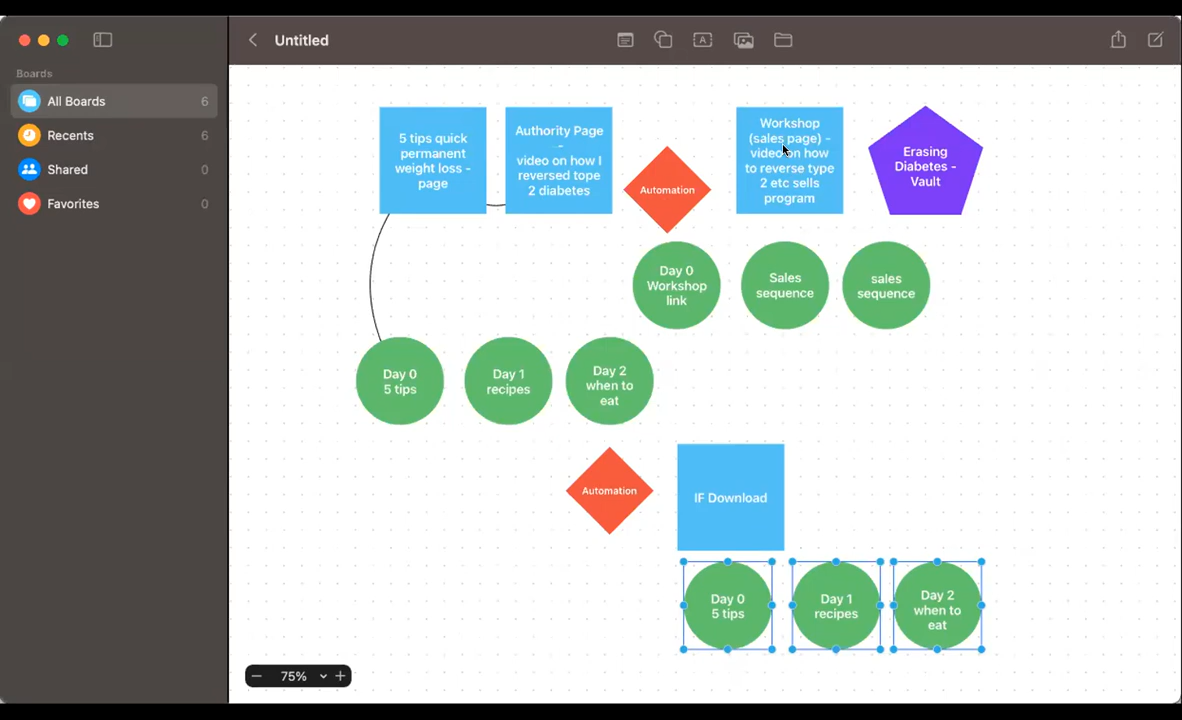 Untitled
Boards
All Boards 6
Recents 6
Shared 0
Favorites 0
5 tips quick
permanent
weight loss -
page
Authority Page
-
video on how I
reversed tope
2 diabetes
Automation
Workshop
(sales page) -
video on how
to reverse type
2 etc sells
program
Erasing
Diabetes -
Vault
Day 0
Workshop
link
Sales
sequence
sales
sequence
Day 0
5 tips
Day 1
recipes
Day 2
when to
eat
Automation
IF Download
Day 0
5 tips
Day 1
recipes
Day 2
when to
eat
75%